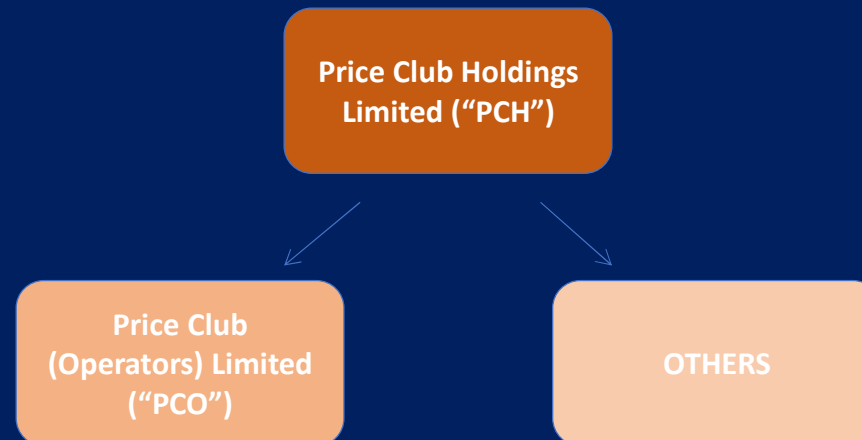 Price Club Holdings
Limited (“PCH”)
Price Club
(Operators) Limited
(“PCO”)
OTHERS